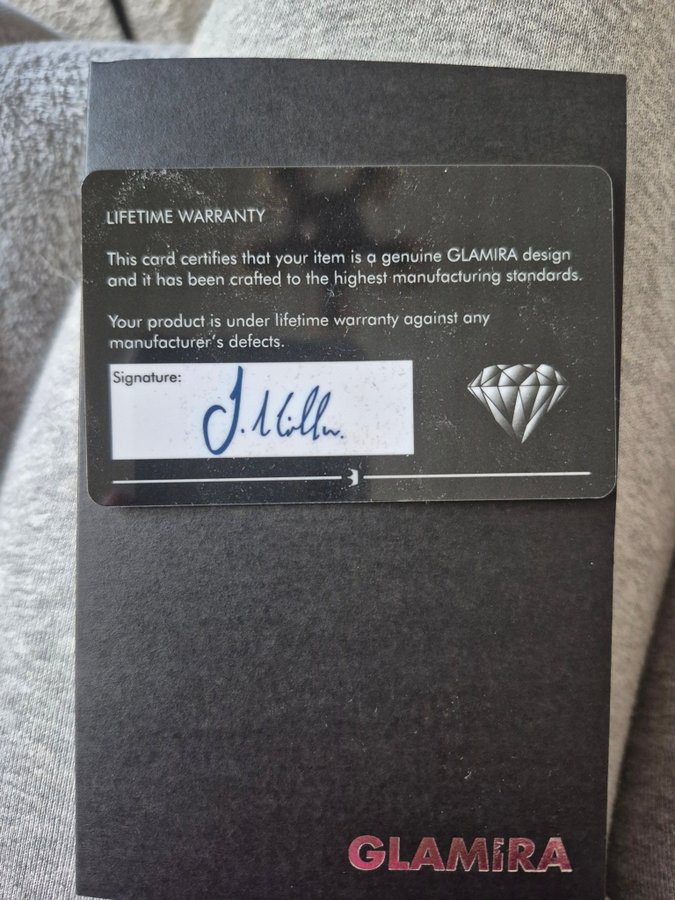 LIFETIME WARRANTY
This card certifies that your item is a genuine GLAMIRA design
and it has been crafted to the highest manufacturing standards.
Your product is under lifetime warranty against any
manufacturer's defects.
Signature:
GLAMIRA